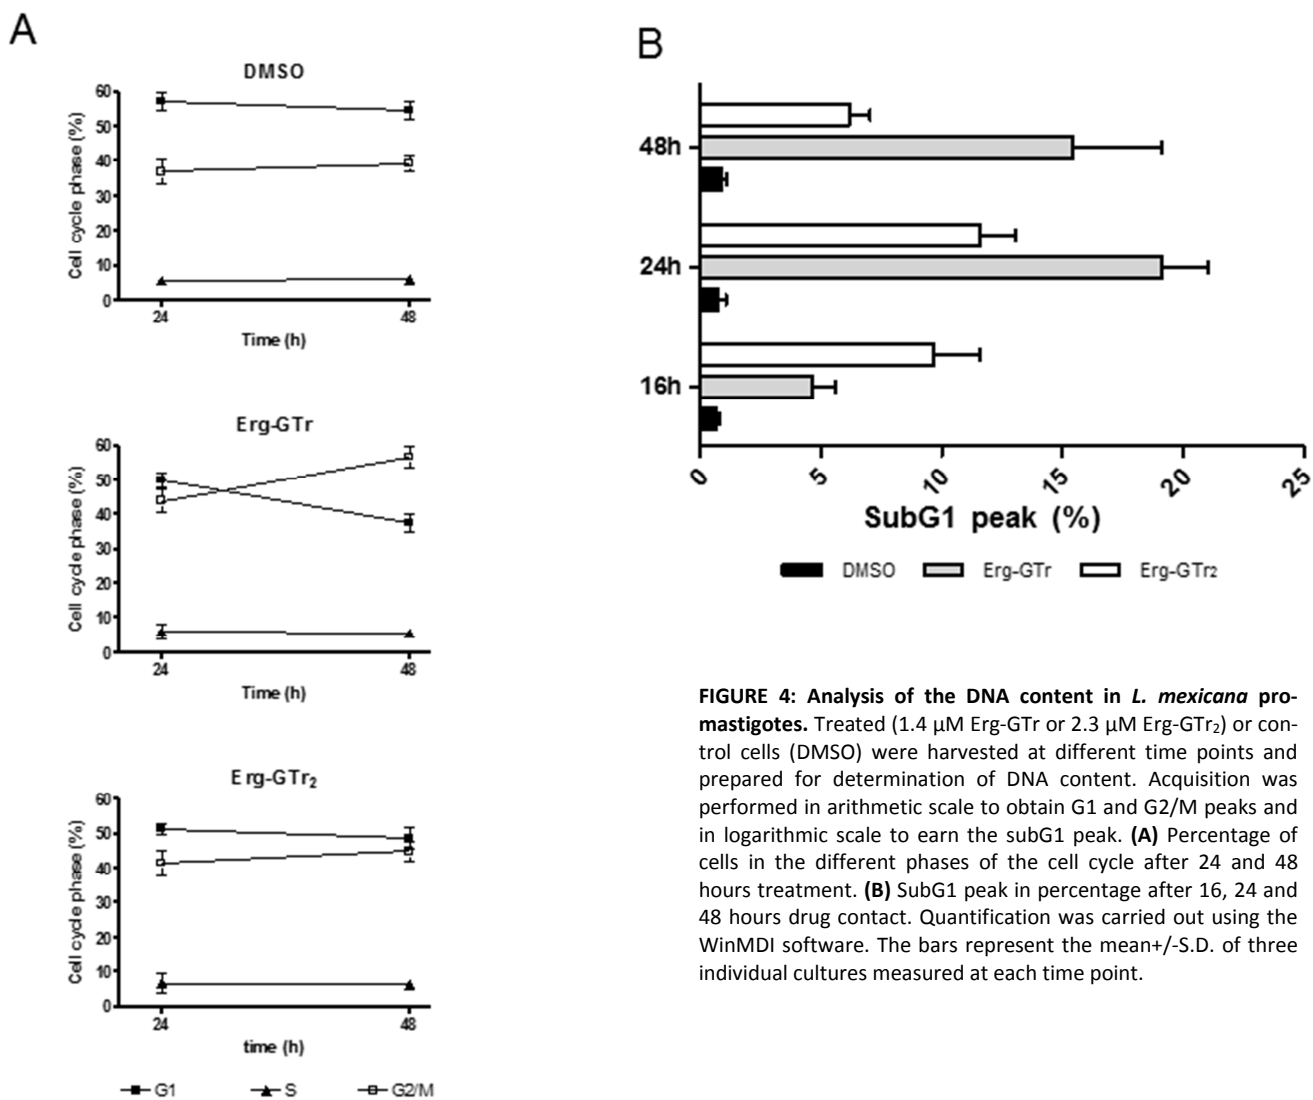 A
DMSO
Cell cycle phase (%)
60
50
40
30
20
10
0
24
48
Time (h)
Erg-GTr
Cell cycle phase (%)
60
50
40
30
20
10
0
24
48
Time (h)
Erg-GTr₂
Cell cycle phase (%)
60
50
40
30
20
10
0
24
48
time (h)
G1 S G2/M
B
48h
24h
16h
0 5 10 15 20 25
SubG1 peak (%)
DMSO Erg-GTr Erg-GTr₂
FIGURE 4: Analysis of the DNA content in L. mexicana pro-
mastigotes. Treated (1.4 µM Erg-GTr or 2.3 µM Erg-GTr₂) or con-
trol cells (DMSO) were harvested at different time points and
prepared for determination of DNA content. Acquisition was
performed in arithmetic scale to obtain G1 and G2/M peaks and
in logarithmic scale to earn the subG1 peak. (A) Percentage of
cells in the different phases of the cell cycle after 24 and 48
hours treatment. (B) SubG1 peak in percentage after 16, 24 and
48 hours drug contact. Quantification was carried out using the
WinMDI software. The bars represent the mean+/-S.D. of three
individual cultures measured at each time point.